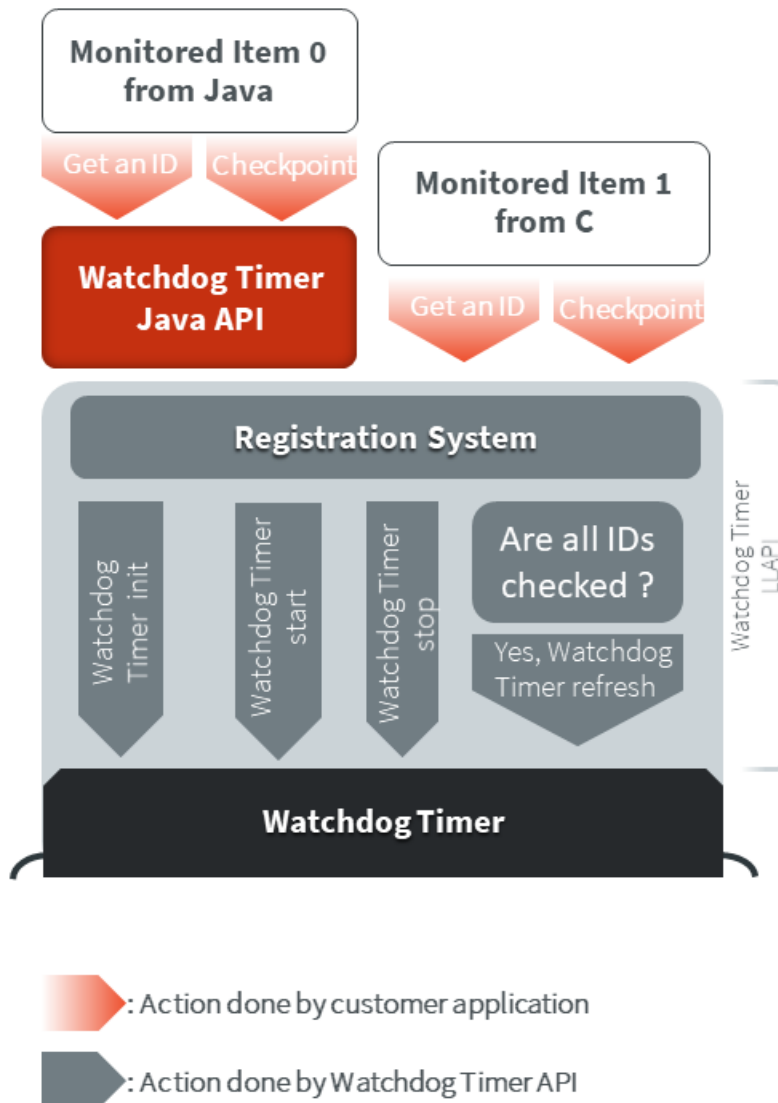 Monitored Item 0
from Java
Get an ID
Checkpoint
Monitored Item 1
from C
Watchdog Timer
Java API
Get an ID
Checkpoint
Registration System
Watchdog
Timer init
Watchdog Timer
start
Watchdog Timer
stop
Are all IDs
checked ?
Yes, Watchdog
Timer refresh
Watchdog Timer
LLAPI
Watchdog Timer
: Action done by customer application
: Action done by Watchdog Timer API